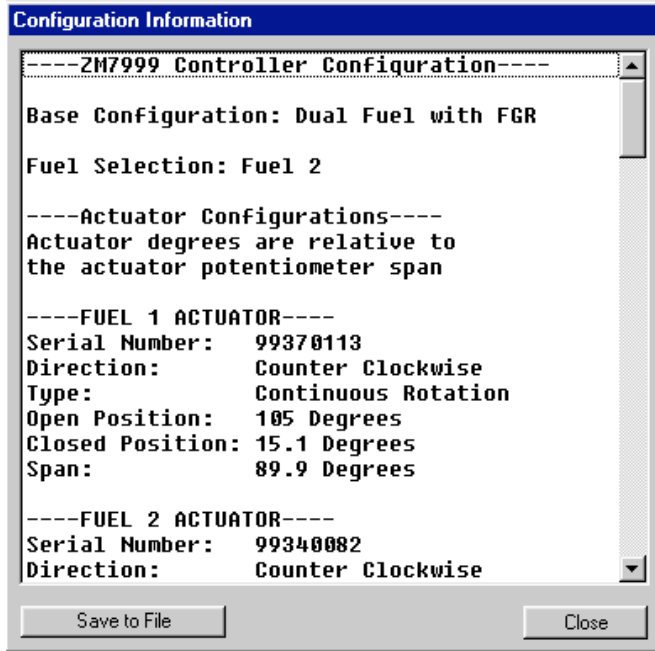 Configuration Information
----ZM7999 Controller Configuration----
Base Configuration: Dual Fuel with FGR
Fuel Selection: Fuel 2
----Actuator Configurations----
Actuator degrees are relative to
the actuator potentiometer span
----FUEL 1 ACTUATOR----
Serial Number: 99370113
Direction: Counter Clockwise
Type: Continuous Rotation
Open Position: 105 Degrees
Closed Position: 15.1 Degrees
Span: 89.9 Degrees
----FUEL 2 ACTUATOR----
Serial Number: 99340082
Direction: Counter Clockwise
Save to File
Close